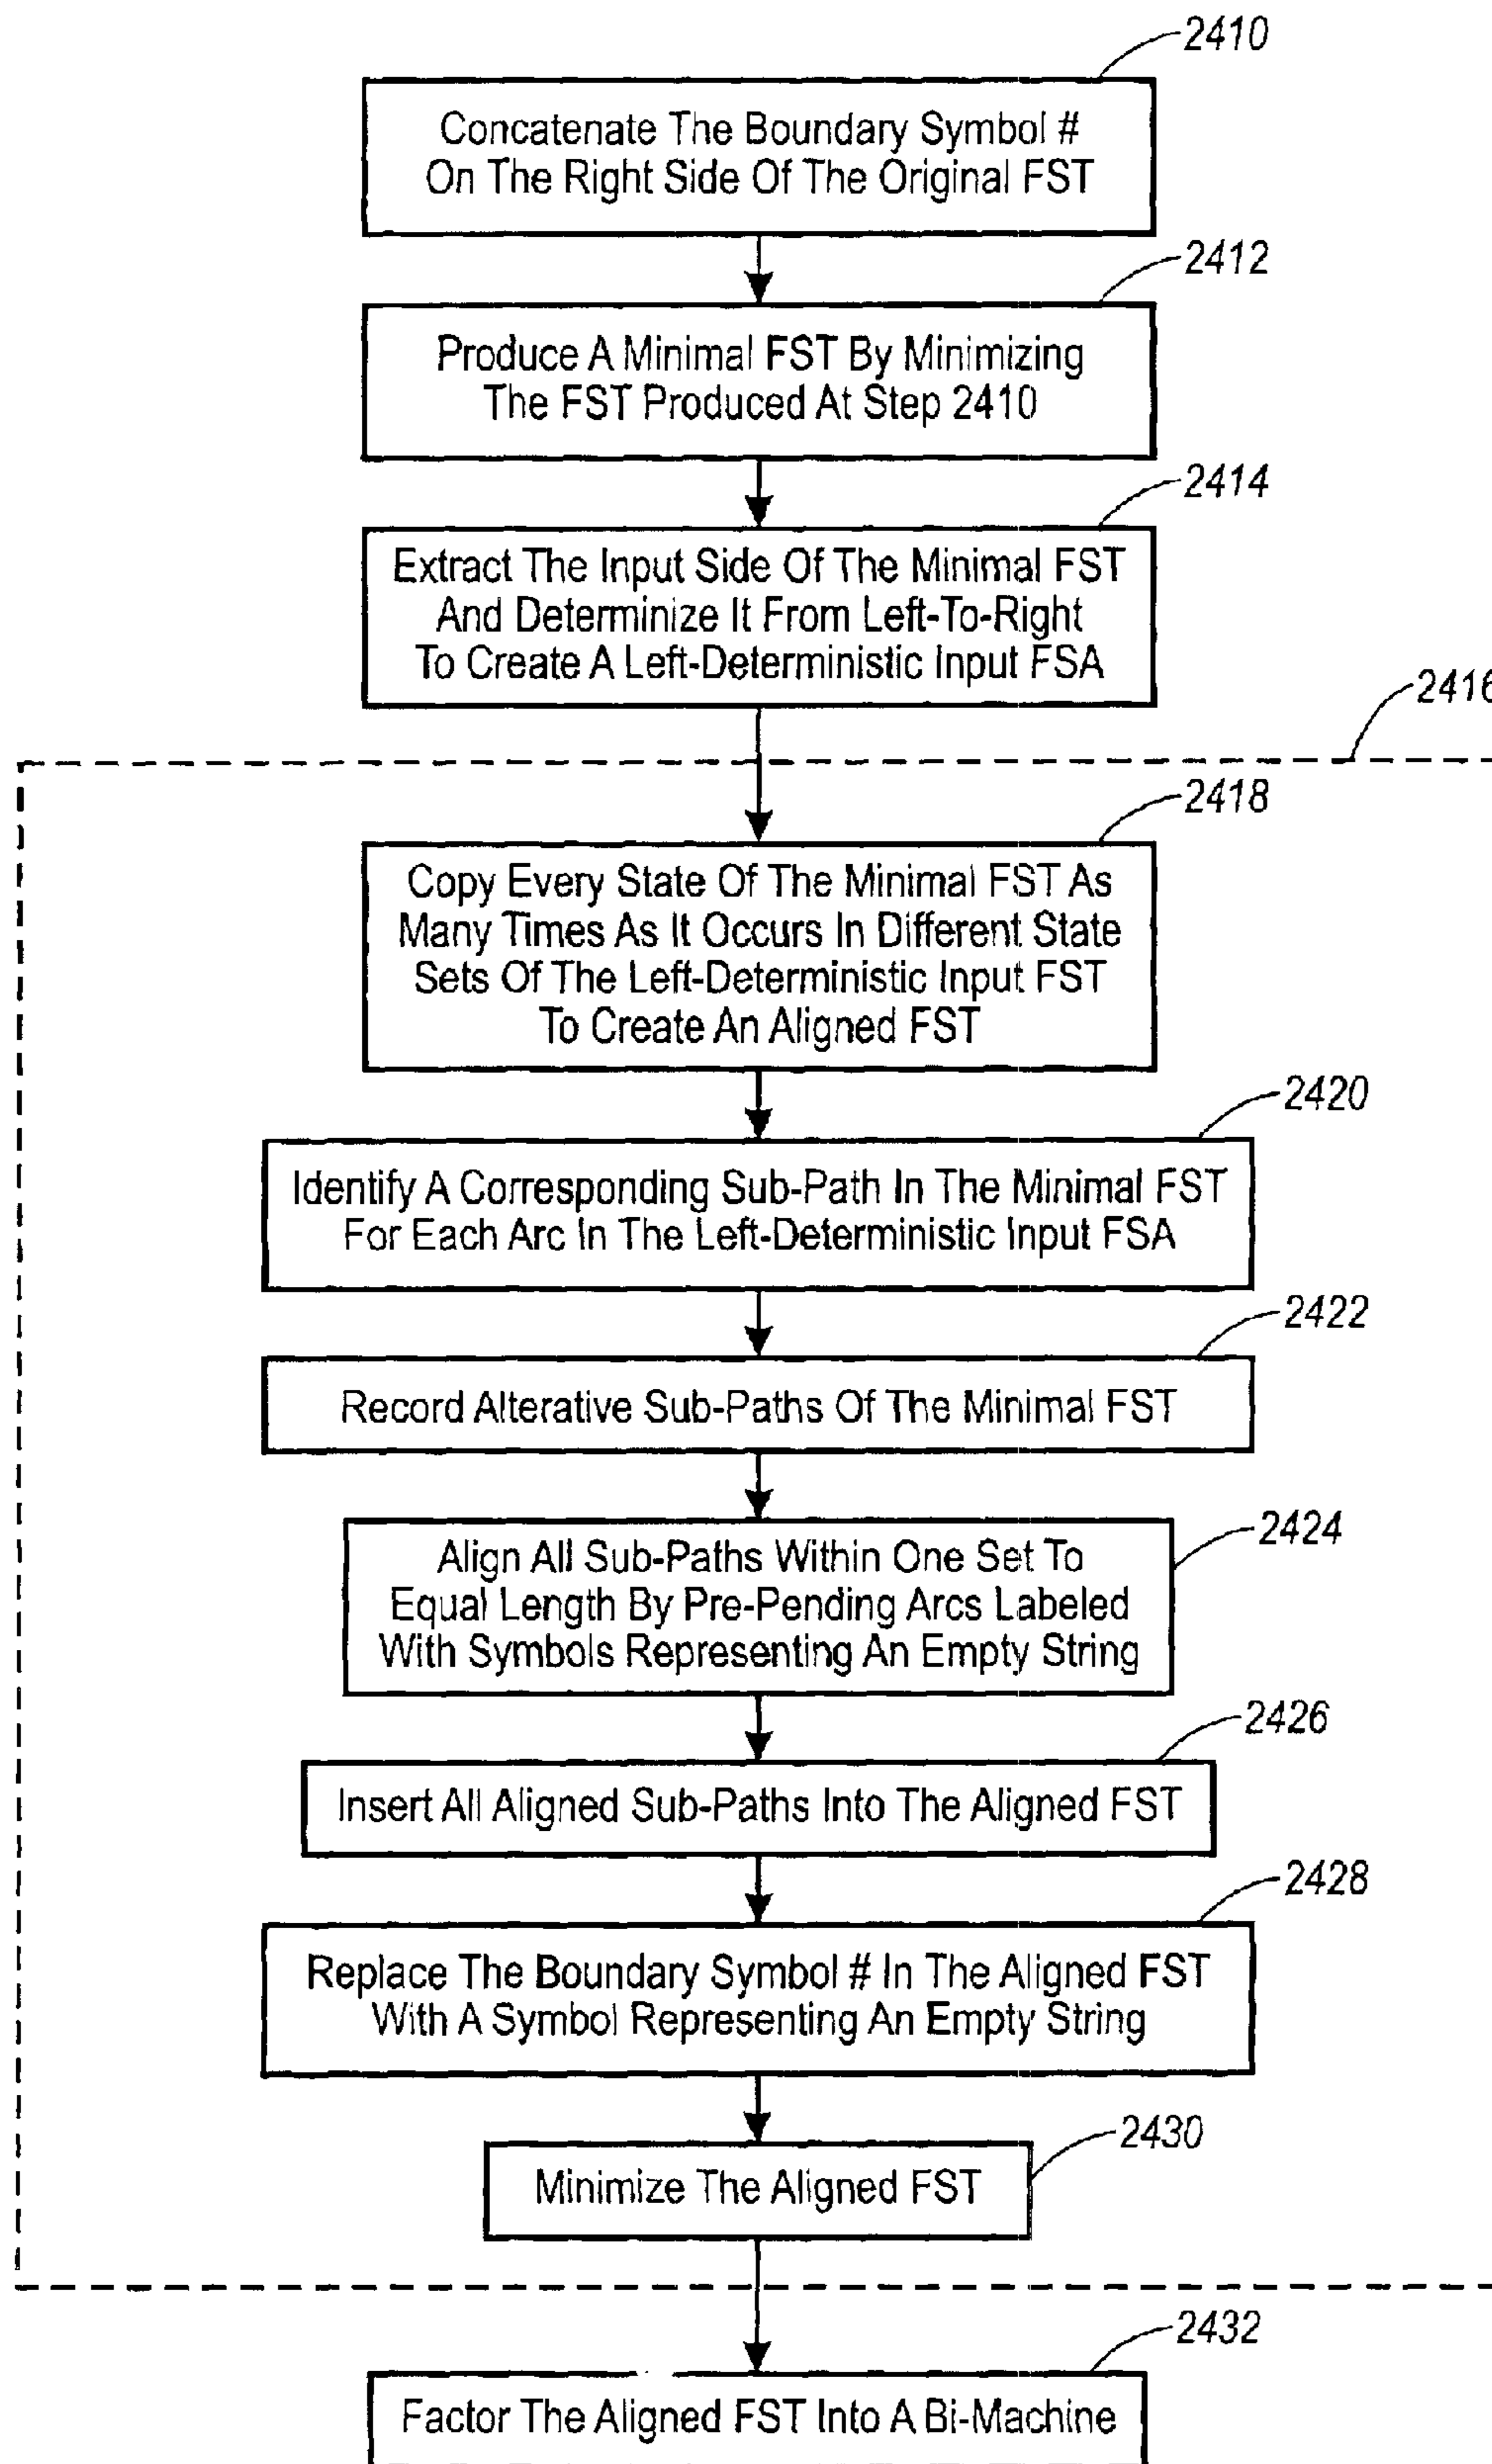 2410
Concatenate The Boundary Symbol #
On The Right Side Of The Original FST
2412
Produce A Minimal FST By Minimizing
The FST Produced At Step 2410
2414
Extract The Input Side Of The Minimal FST
And Determinize It From Left-To-Right
To Create A Left-Deterministic Input FSA
2416
2418
Copy Every State Of The Minimal FST As
Many Times As It Occurs In Different State
Sets Of The Left-Deterministic Input FST
To Create An Aligned FST
2420
Identify A Corresponding Sub-Path In The Minimal FST
For Each Arc In The Left-Deterministic Input FSA
2422
Record Alterative Sub-Paths Of The Minimal FST
2424
Align All Sub-Paths Within One Set To
Equal Length By Pre-Pending Arcs Labeled
With Symbols Representing An Empty String
2426
Insert All Aligned Sub-Paths Into The Aligned FST
2428
Replace The Boundary Symbol # In The Aligned FST
With A Symbol Representing An Empty String
2430
Minimize The Aligned FST
2432
Factor The Aligned FST Into A Bi-Machine